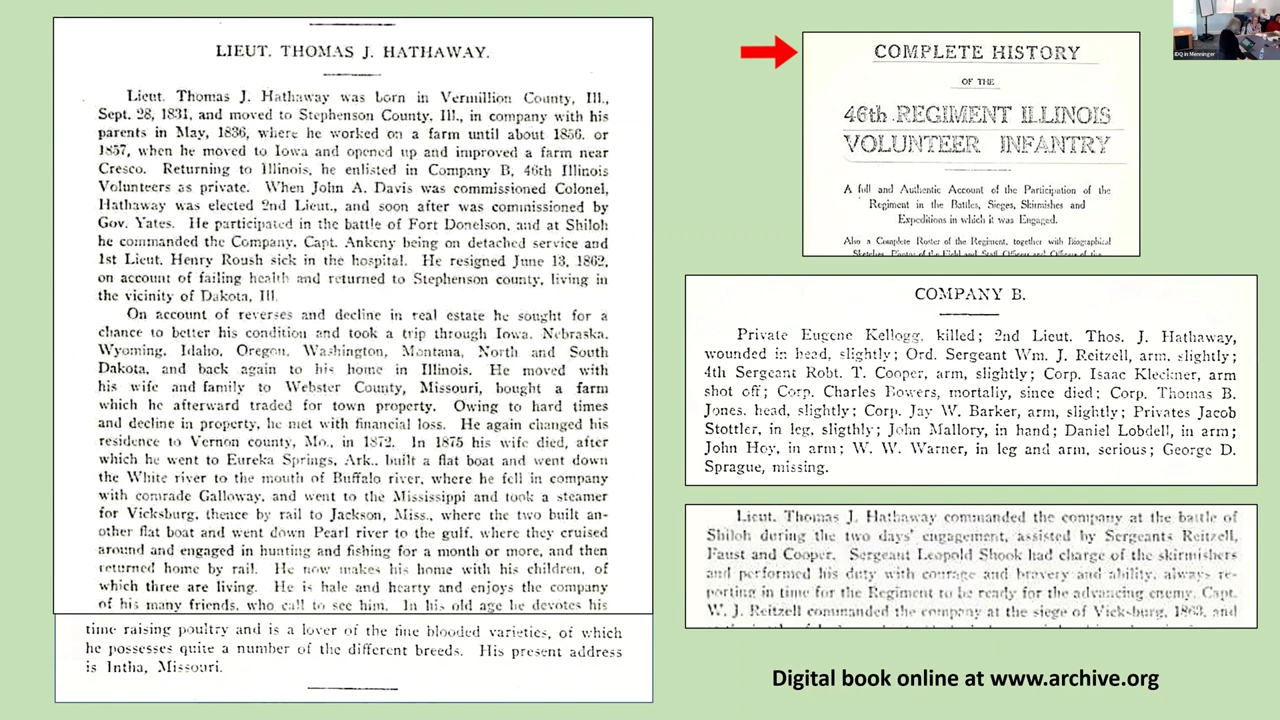 LIEUT. THOMAS J. HATHAWAY.
Lieut. Thomas J. Hathaway was born in Vermillion County, Ill.,
Sept. 28, 1831, and moved to Stephenson County, Ill., in company with his
parents in May, 1836, where he worked on a farm until about 1856, or
1857, when he moved to Iowa and opened up and improved a farm near
Cresco. Returning to Illinois, he enlisted in Company B, 46th Illinois
Volunteers as private. When John A. Davis was commissioned Colonel,
Hathaway was elected 2nd Lieut., and soon after was commissioned by
Gov. Yates. He participated in the battle of Fort Donelson, and at Shiloh
he commanded the Company, Capt. Ankeny being on detached service and
1st Lieut. Henry Roush sick in the hospital. He resigned June 13, 1862,
on account of failing health and returned to Stephenson county, living in
the vicinity of Dakota, Ill.
On account of reverses and decline in real estate he sought for a
chance to better his condition and took a trip through Iowa, Nebraska,
Wyoming, Idaho, Oregon, Washington, Montana, North and South
Dakota, and back again to his home in Illinois. He moved with
his wife and family to Webster County, Missouri, bought a farm
which he afterward traded for town property. Owing to hard times
and decline in property, he met with financial loss. He again changed his
residence to Vernon county, Mo., in 1872. In 1875 his wife died, after
which he went to Eureka Springs, Ark., built a flat boat and went down
the White river to the mouth of Buffalo river, where he fell in company
with comrade Galloway, and went to the Mississippi and took a steamer
for Vicksburg, thence by rail to Jackson, Miss., where the two built an-
other flat boat and went down Pearl river to the gulf, where they cruised
around and engaged in hunting and fishing for a month or more, and then
returned home by rail. He now makes his home with his children, of
which three are living. He is hale and hearty and enjoys the company
of his many friends, who call to see him. In his old age he devotes his
time raising poultry and is a lover of the fine blooded varieties, of which
he possesses quite a number of the different breeds. His present address
is Intha, Missouri.
COMPLETE HISTORY
OF THE
46th REGIMENT ILLINOIS
VOLUNTEER INFANTRY
A full and Authentic Account of the Participation of the
Regiment in the Battles, Sieges, Skirmishes and
Expeditions in which it was Engaged.
Also a Complete Roster of the Regiment, together with Biographical
Sketches, Photos of the Field and Staff Officers and Officers of the
COMPANY B.
Private Eugene Kellogg, killed; 2nd Lieut. Thos. J. Hathaway,
wounded in head, slightly; Ord. Sergeant Wm. J. Reitzell, arm, slightly;
4th Sergeant Robt. T. Cooper, arm, slightly; Corp. Isaac Kleckner, arm
shot off; Corp. Charles Bowers, mortaliy, since died; Corp. Thomas B.
Jones, head, slightly; Corp. Jay W. Barker, arm, slightly; Privates Jacob
Stottler, in leg, sligthly; John Mallory, in hand; Daniel Lobdell, in arm;
John Hoy, in arm; W. W. Warner, in leg and arm, serious; George D.
Sprague, missing.
Lieut. Thomas J. Hathaway commanded the company at the battle of
Shiloh during the two days' engagement, assisted by Sergeants Reitzell,
Faust and Cooper. Sergeant Leopold Shook had charge of the skirmishers
and performed his duty with courage and bravery and ability, always re-
porting in time for the Regiment to be ready for the advancing enemy. Capt.
W. J. Reitzell commanded the company at the siege of Vicksburg, 1863, and
Digital book online at www.archive.org
IDQ in Menninger